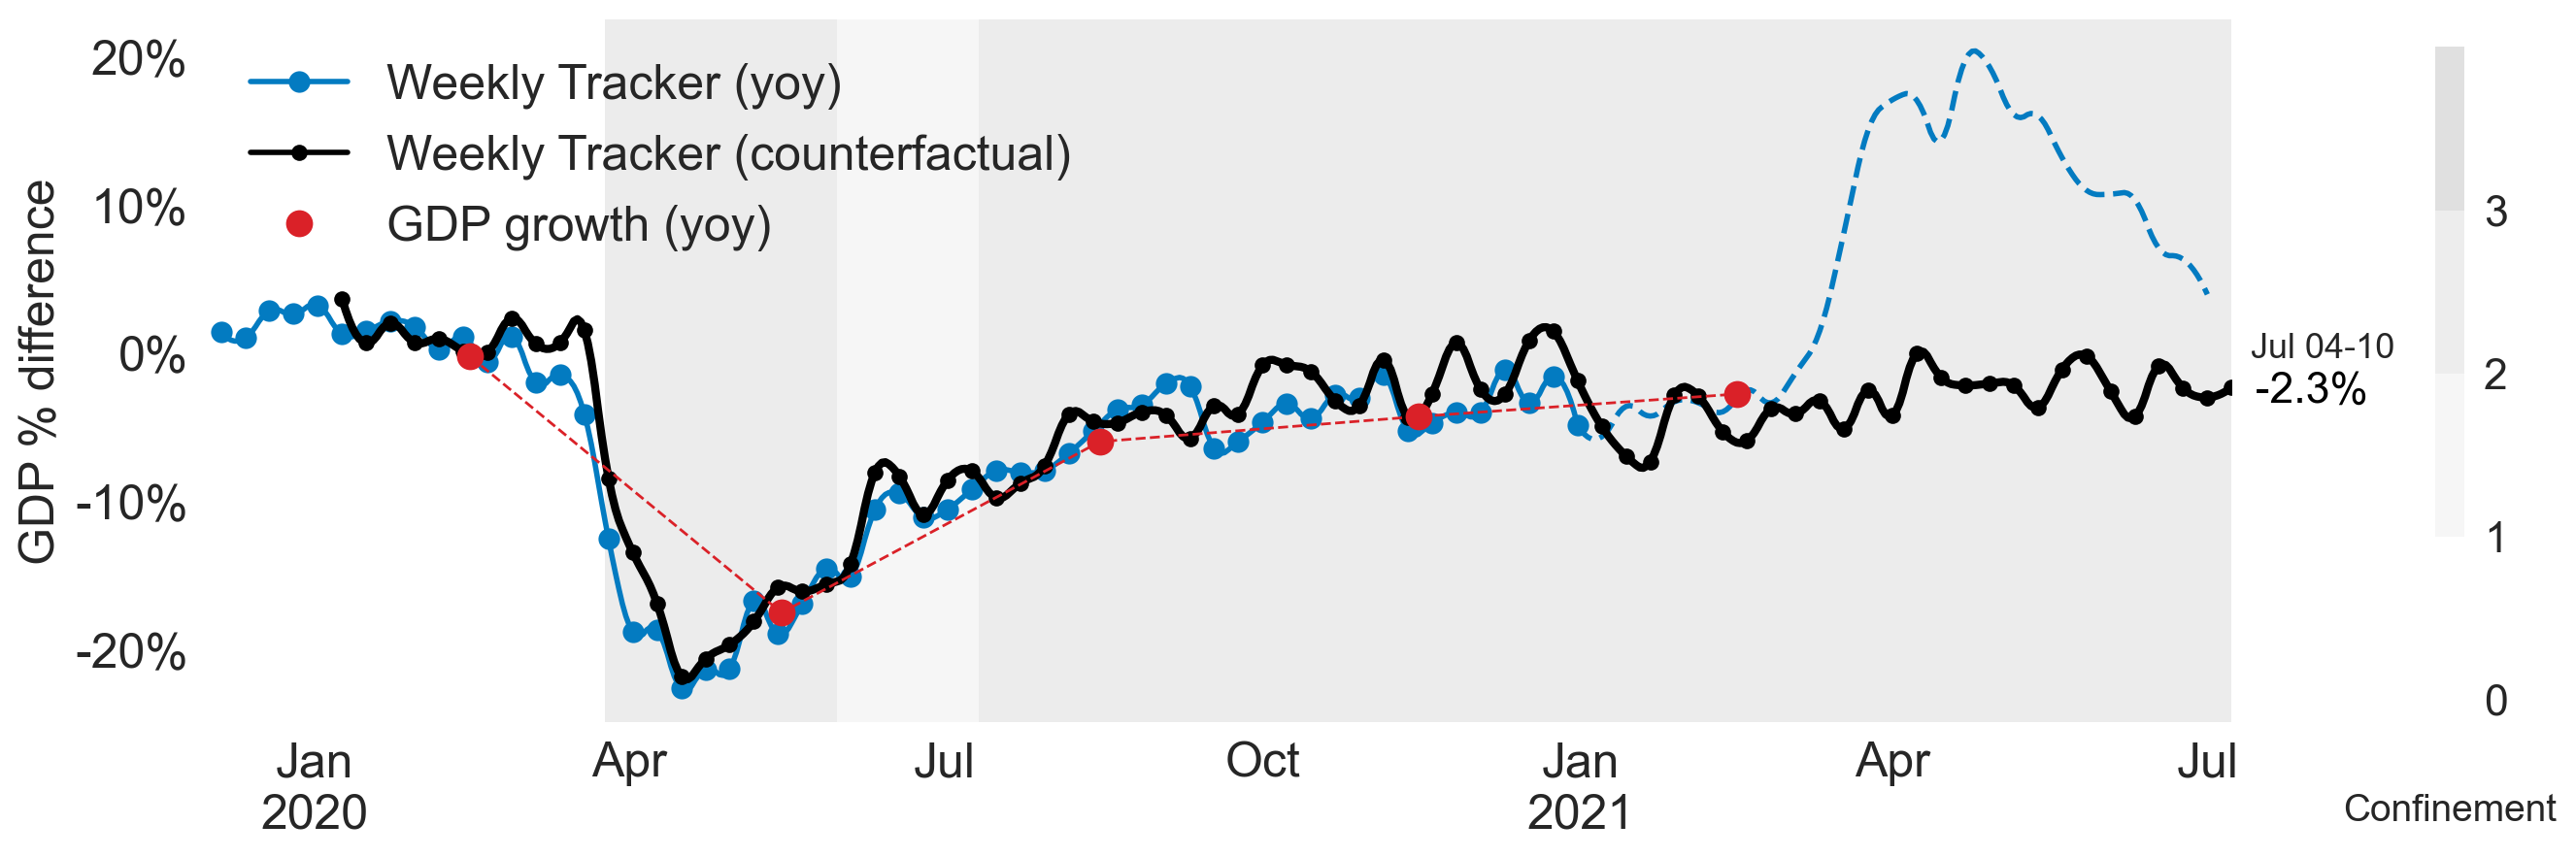 20%
10%
0%
-10%
-20%
GDP % difference
Weekly Tracker (yoy)
Weekly Tracker (counterfactual)
GDP growth (yoy)
Jan
2020
Apr
Jul
Oct
Jan
2021
Apr
Jul
Jul 04-10
-2.3%
3
2
1
0
Confinement